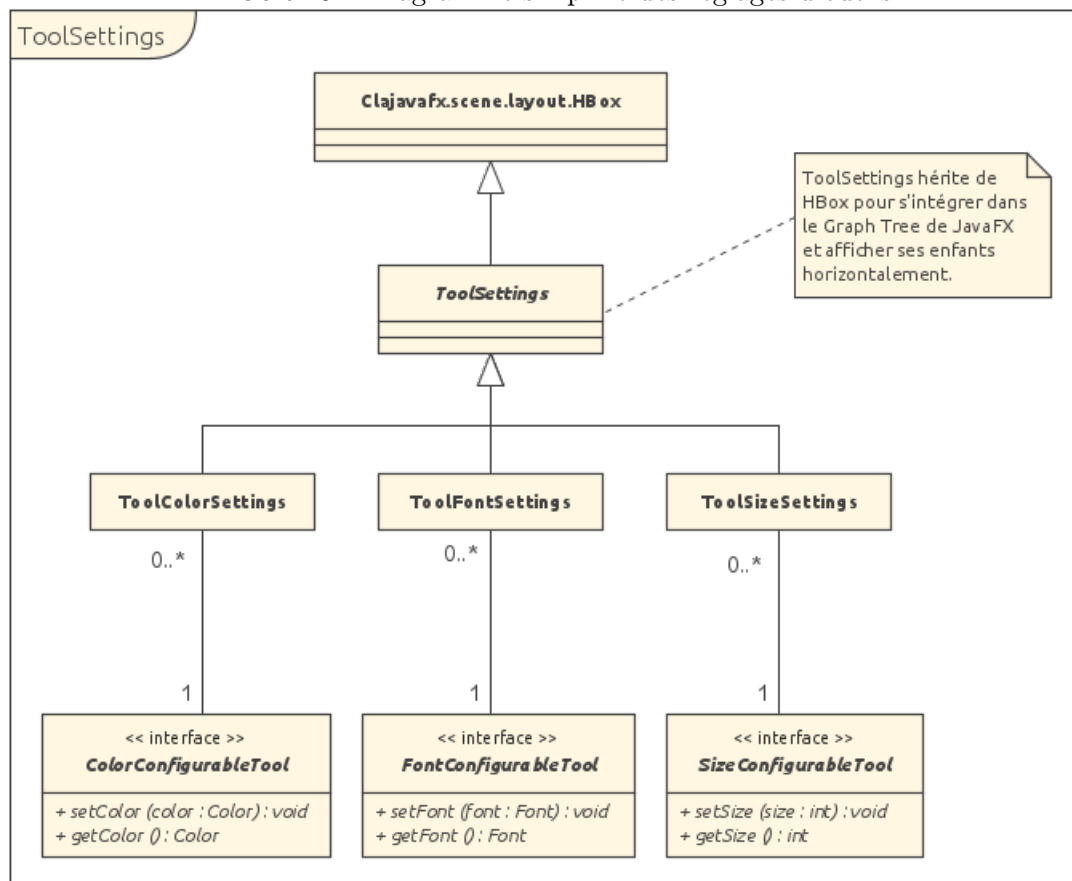 ToolSettings
Clajavafx.scene.layout.HBox
ToolSettings hérite de
HBox pour s'intégrer dans
le Graph Tree de JavaFX
et afficher ses enfants
horizontalement.
ToolSettings
ToolColorSettings
ToolFontSettings
ToolSizeSettings
0..*
0..*
0..*
1
1
1
<< interface >>
ColorConfigurableTool
+ setColor (color : Color) : void
+ getColor () : Color
<< interface >>
FontConfigurableTool
+ setFont (font : Font) : void
+ getFont () : Font
<< interface >>
SizeConfigurableTool
+ setSize (size : int) : void
+ getSize () : int